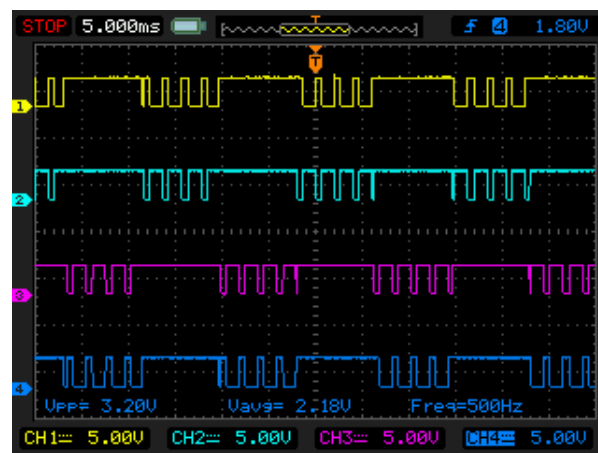 STOP 5.000ms T F 4 1.80V
T
1
2
3
4
Vpp= 3.20V Vavg= 2.18V Freq=500Hz
CH1 5.00V CH2 5.00V CH3 5.00V CH4 5.00V